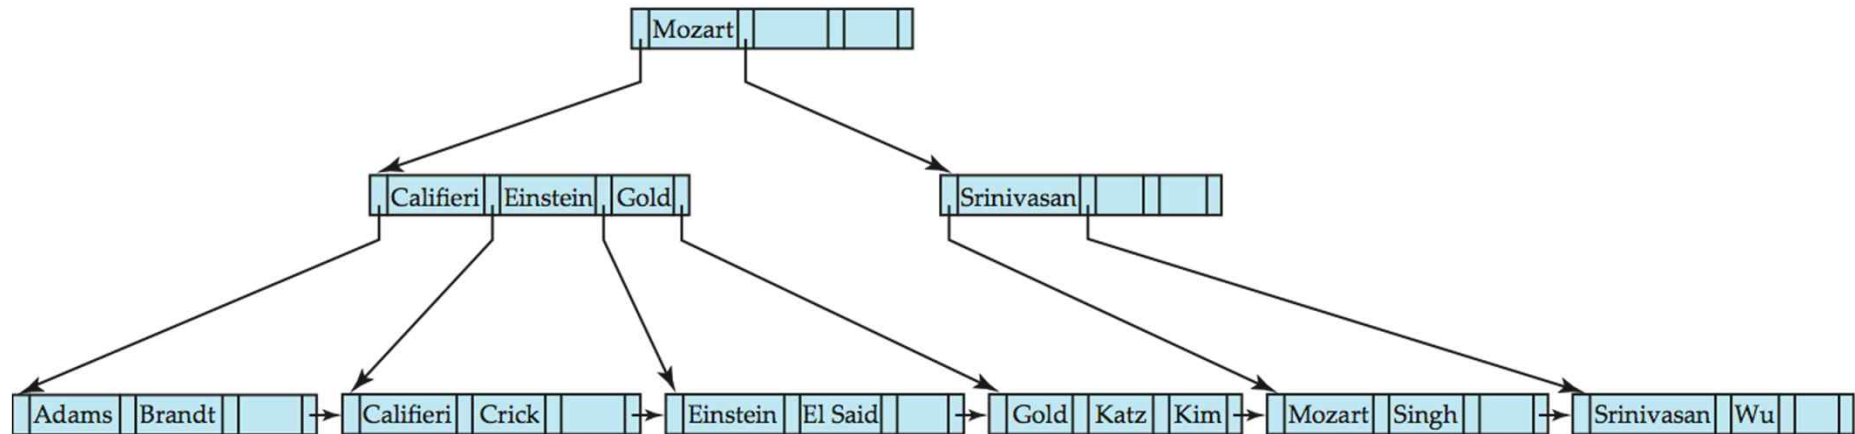 Mozart
Califieri Einstein Gold Srinivasan
Adams Brandt Califieri Crick Einstein El Said Gold Katz Kim Mozart Singh Srinivasan Wu